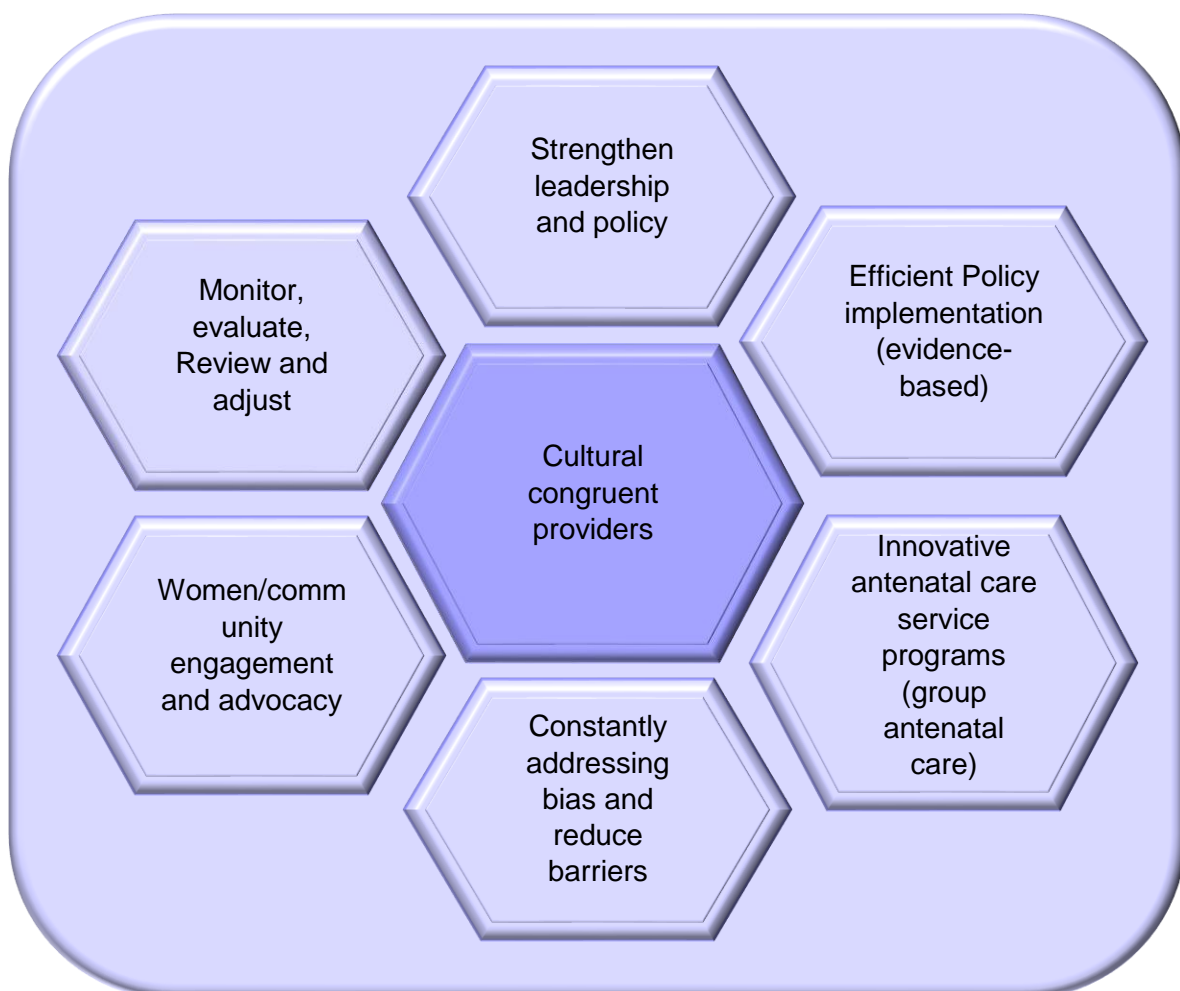 Strengthen
leadership
and policy
Efficient Policy
implementation
(evidence-
based)
Monitor,
evaluate,
Review and
adjust
Cultural
congruent
providers
Innovative
antenatal care
service
programs
(group
antenatal
care)
Women/comm
unity
engagement
and advocacy
Constantly
addressing
bias and
reduce
barriers